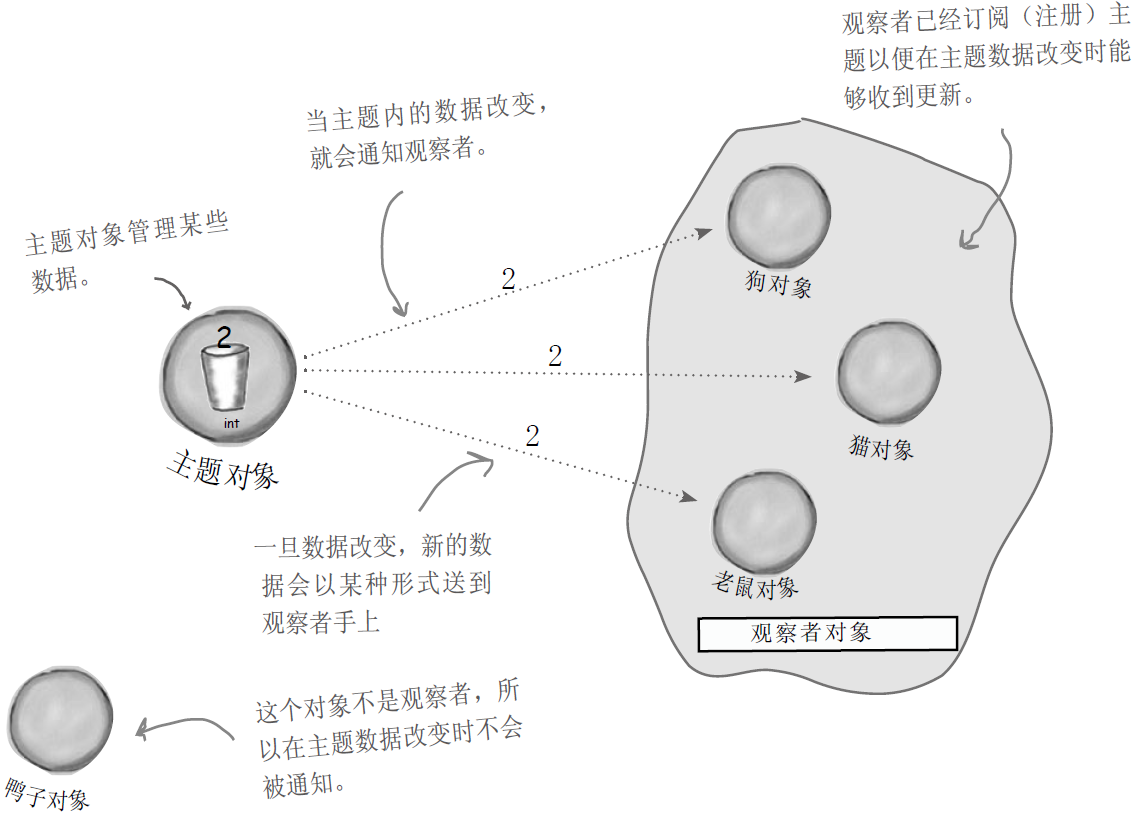 观察者已经订阅（注册）主
题以便在主题数据改变时能
够收到更新。
当主题内的数据改变，
就会通知观察者。
主题对象管理某些
数据。
2
int
主题对象
2
2
2
狗对象
猫对象
老鼠对象
观察者对象
一旦数据改变，新的数
据会以某种形式送到
观察者手上
这个对象不是观察者，所
以在主题数据改变时不会
被通知。
鸭子对象